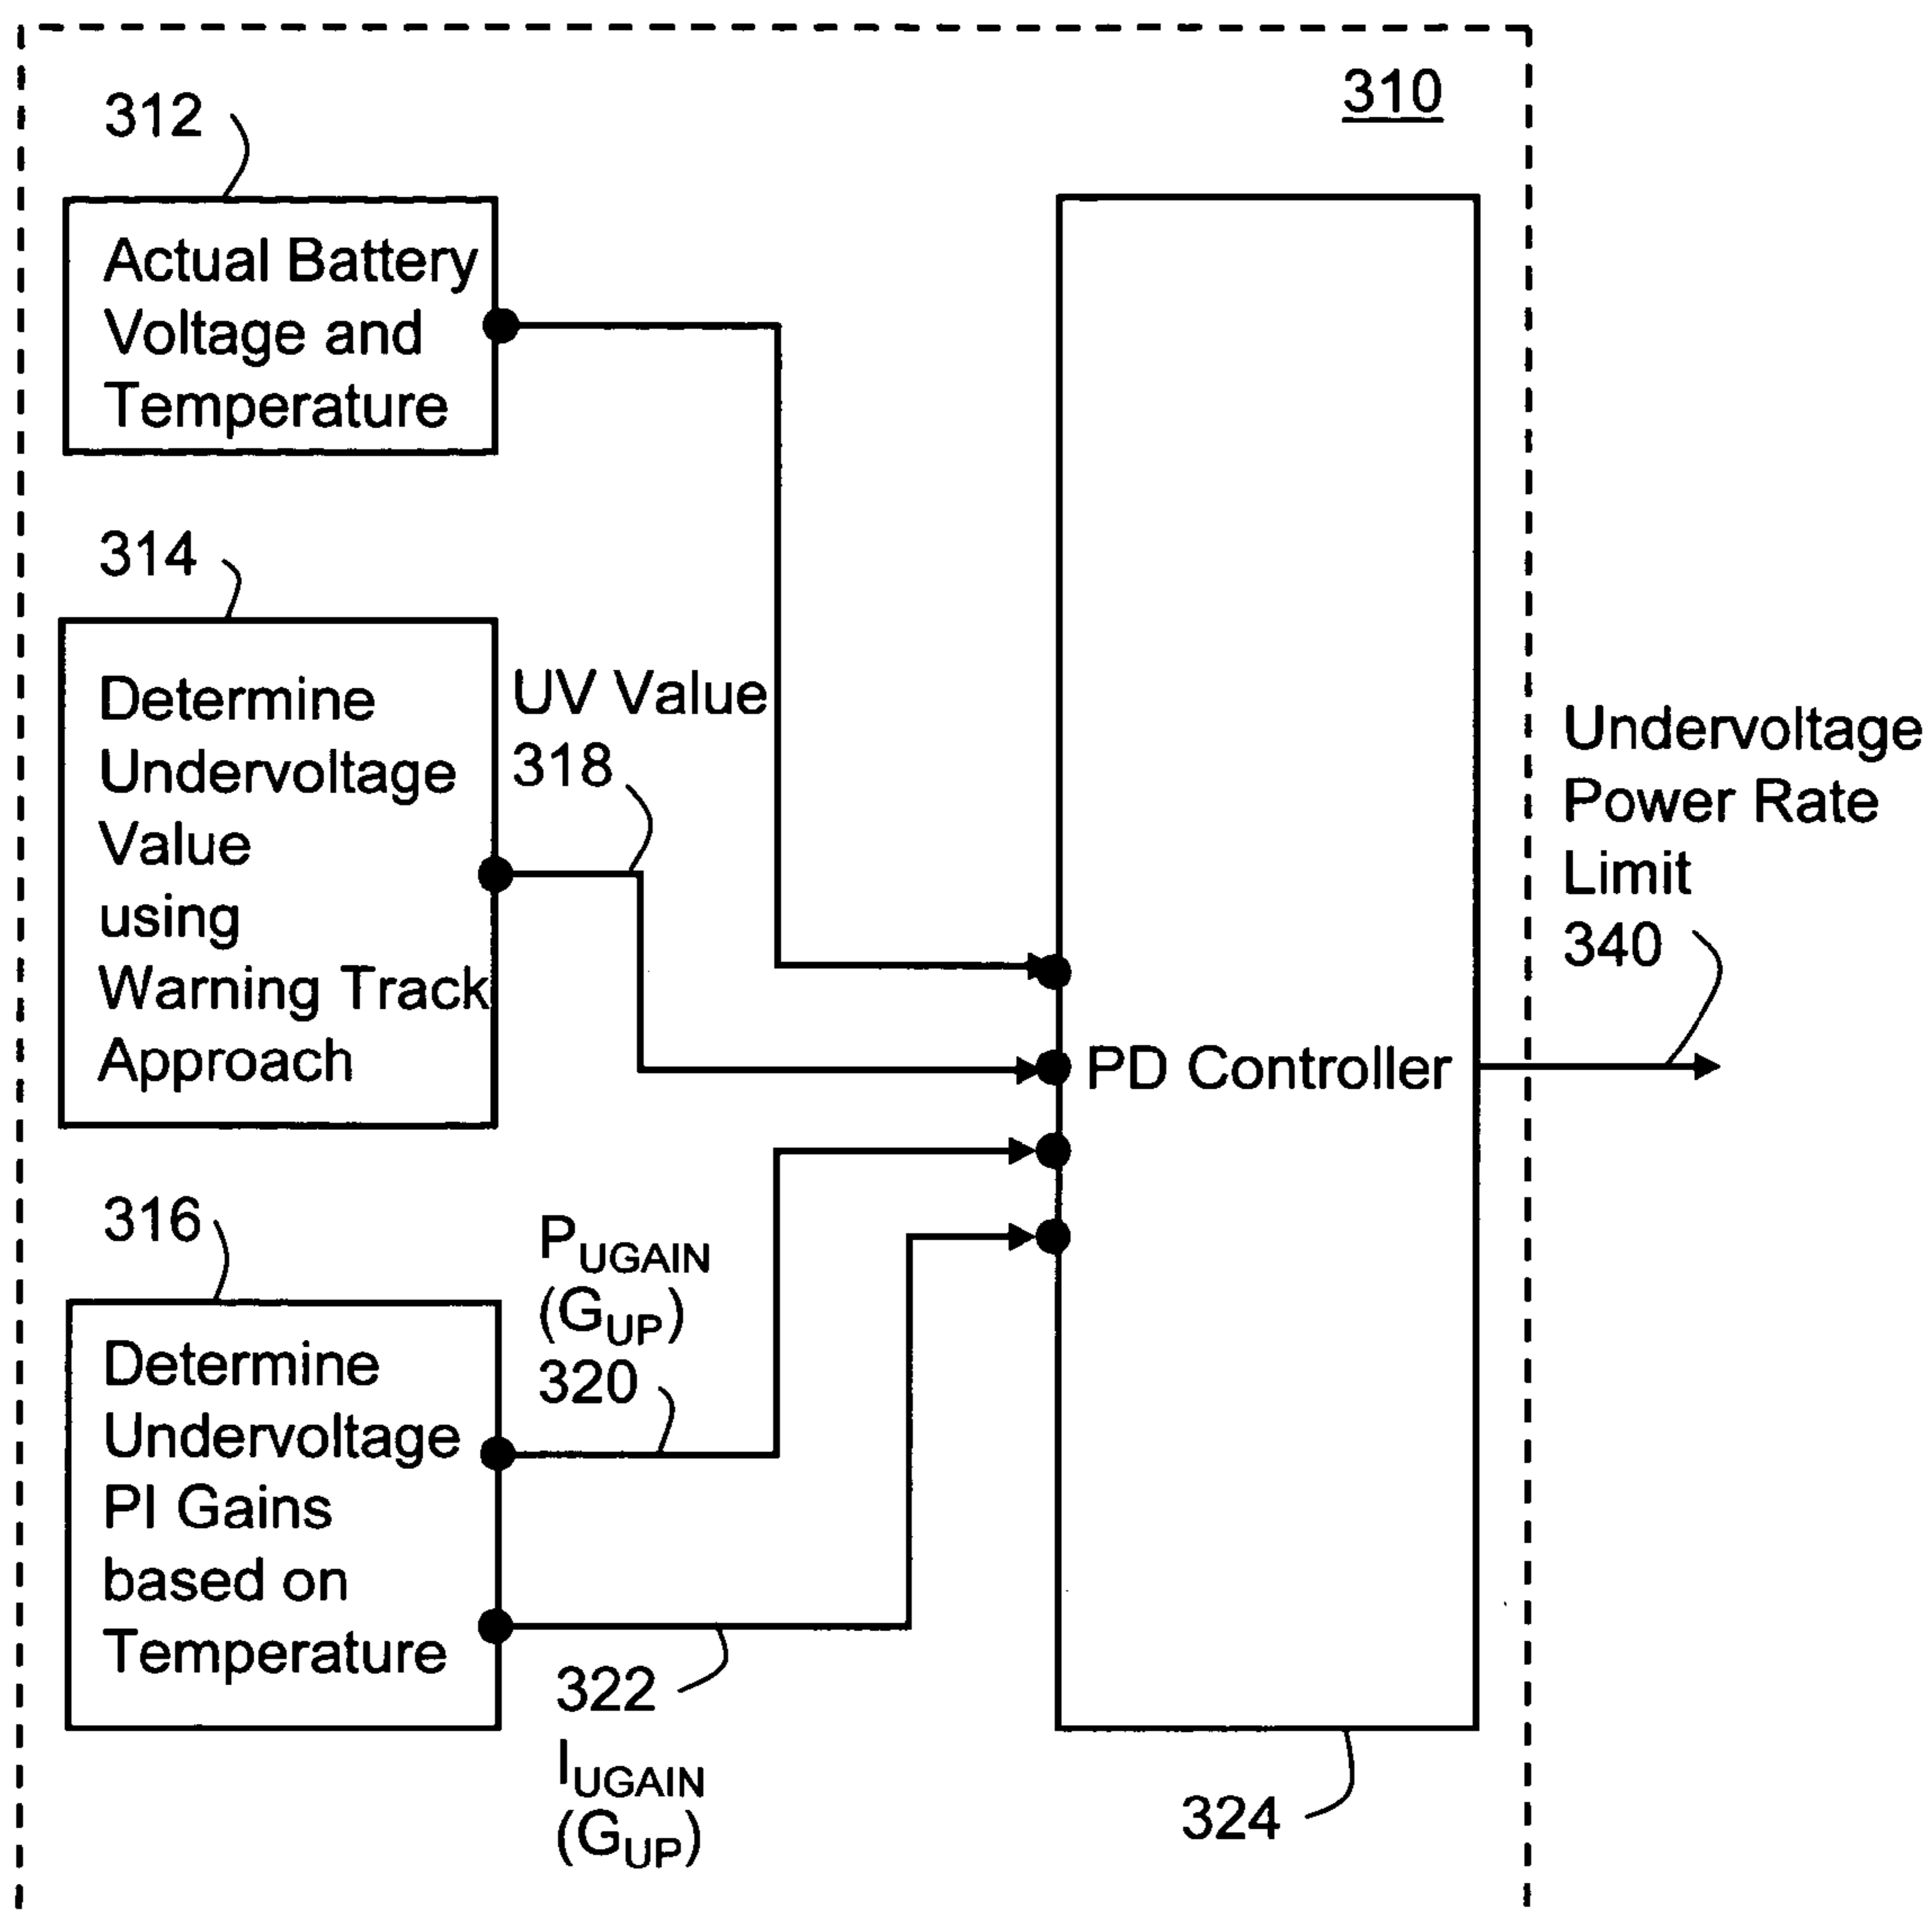 310
312
Actual Battery
Voltage and
Temperature
314
Determine
Undervoltage
Value
using
Warning Track
Approach
UV Value
318
316
Determine
Undervoltage
PI Gains
based on
Temperature
PUGAIN
(GUP)
320
322
IUGAIN
(GUP)
PD Controller
324
Undervoltage
Power Rate
Limit
340